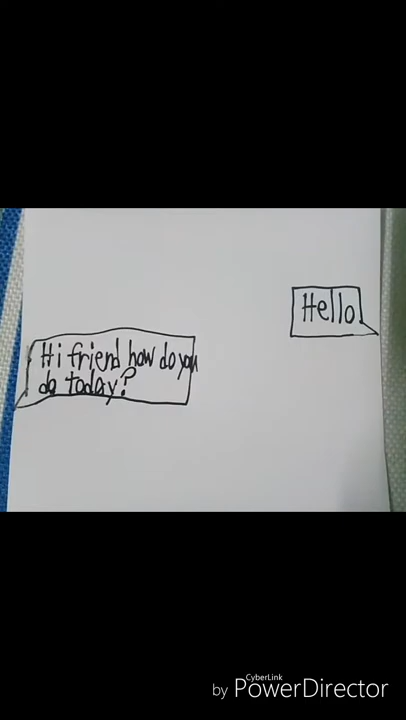 Hello
Hi friend how do you
do today?
CyberLink
by PowerDirector